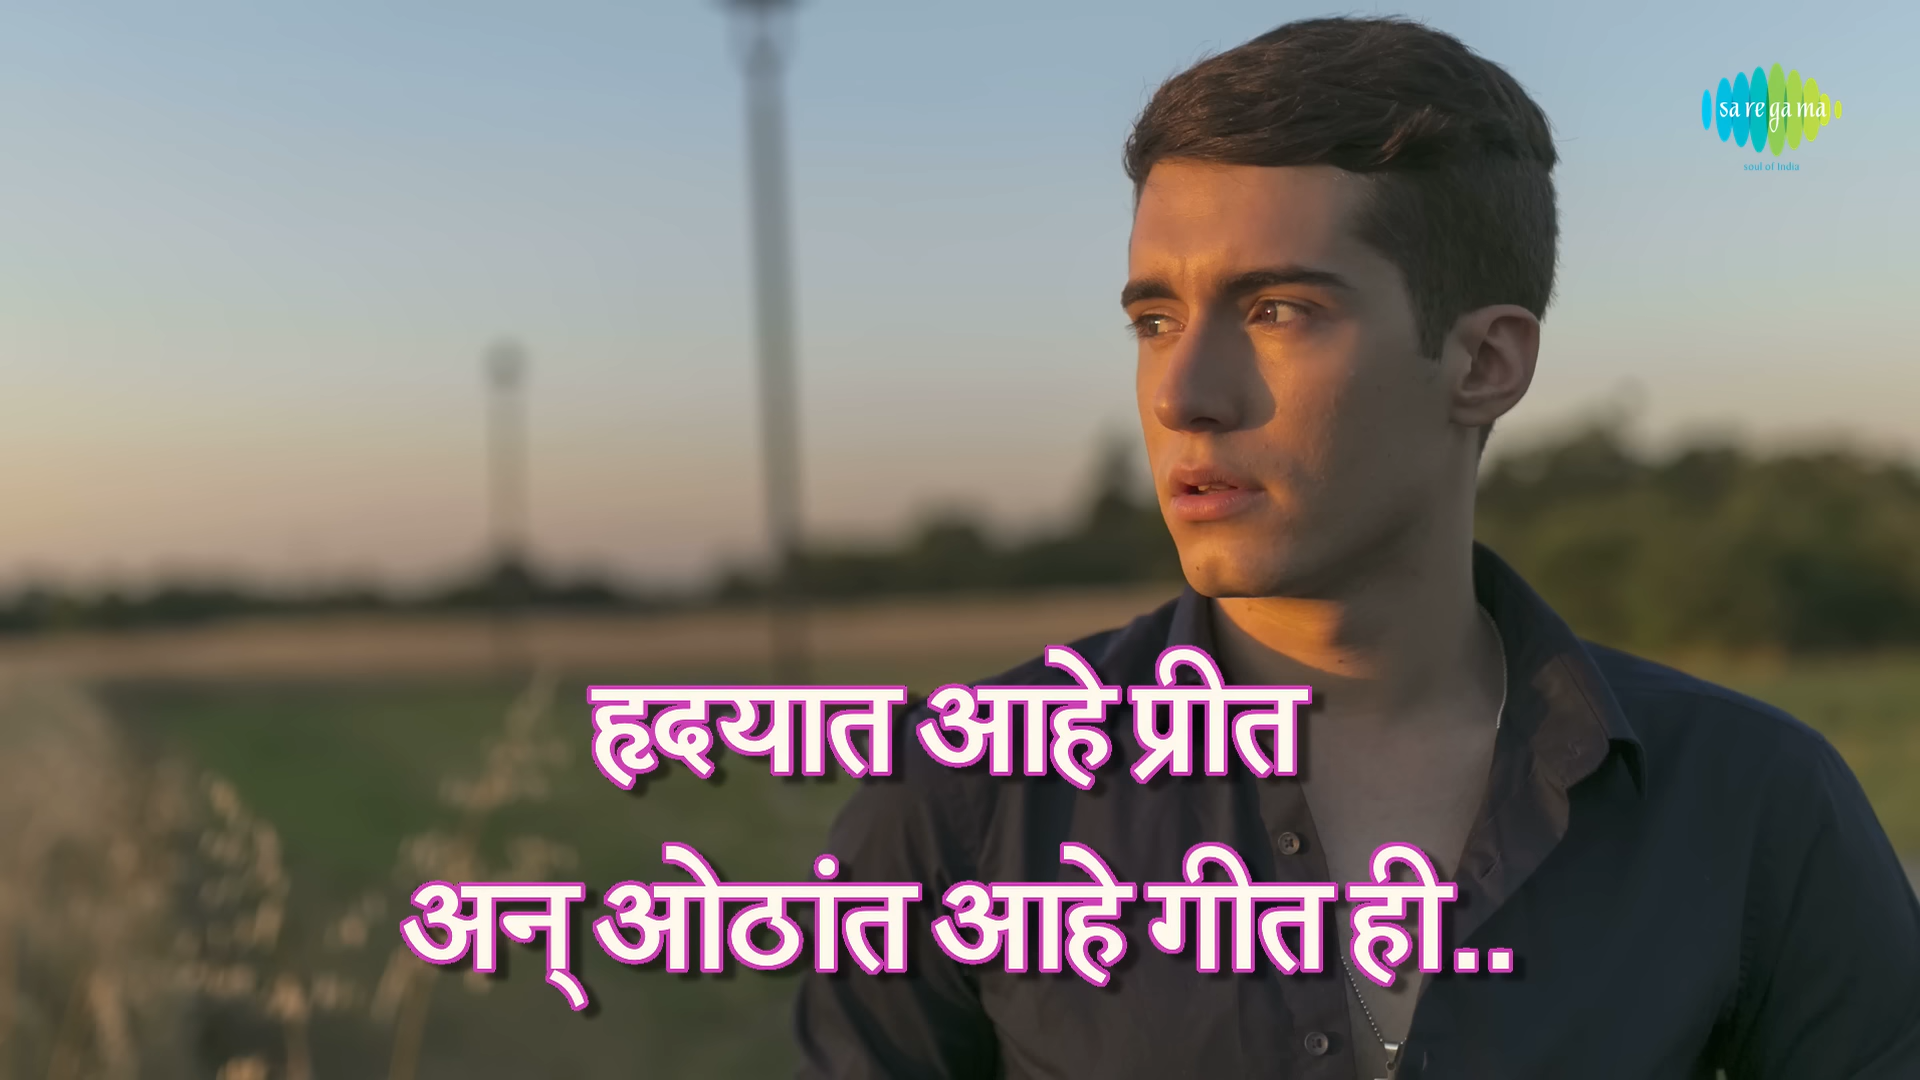 sa re ga ma
soul of India
हृदयात आहे प्रीत
अन् ओठांत आहे गीत ही..